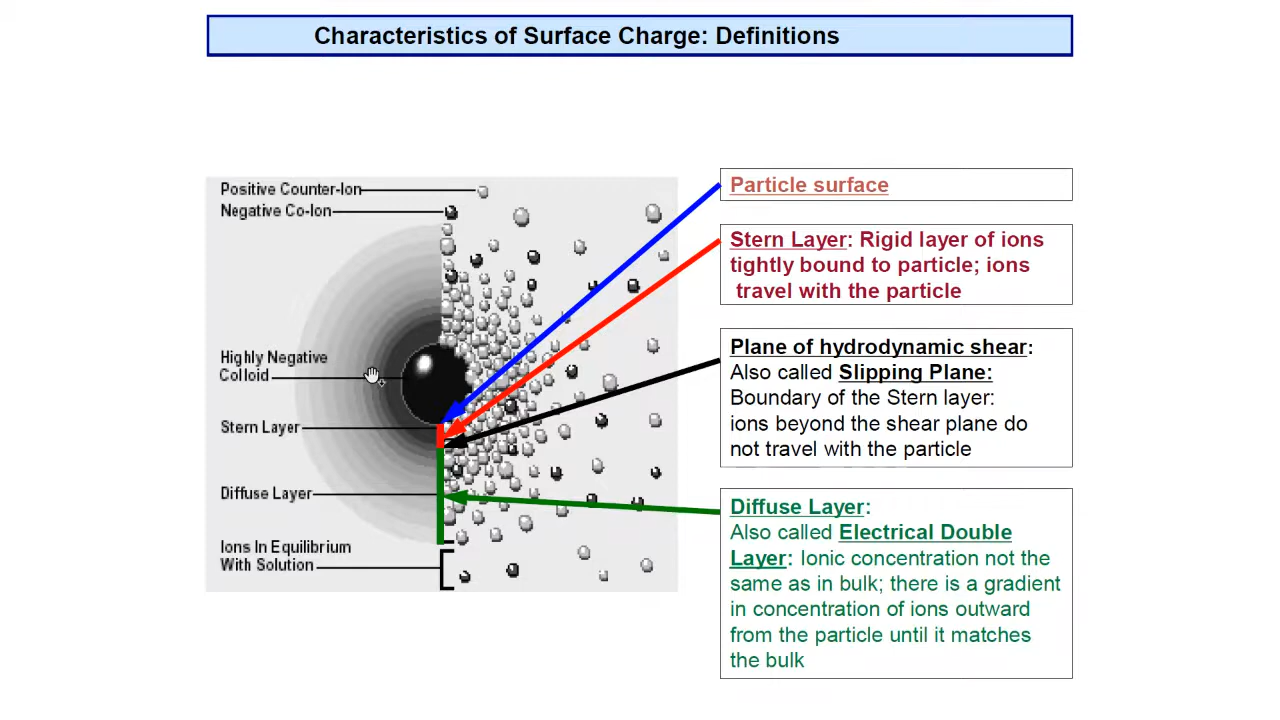 Characteristics of Surface Charge: Definitions
Positive Counter-Ion
Negative Co-Ion
Highly Negative
Colloid
Stern Layer
Diffuse Layer
Ions In Equilibrium
With Solution
Particle surface
Stern Layer: Rigid layer of ions
tightly bound to particle; ions
travel with the particle
Plane of hydrodynamic shear:
Also called Slipping Plane:
Boundary of the Stern layer:
ions beyond the shear plane do
not travel with the particle
Diffuse Layer:
Also called Electrical Double
Layer: Ionic concentration not the
same as in bulk; there is a gradient
in concentration of ions outward
from the particle until it matches
the bulk